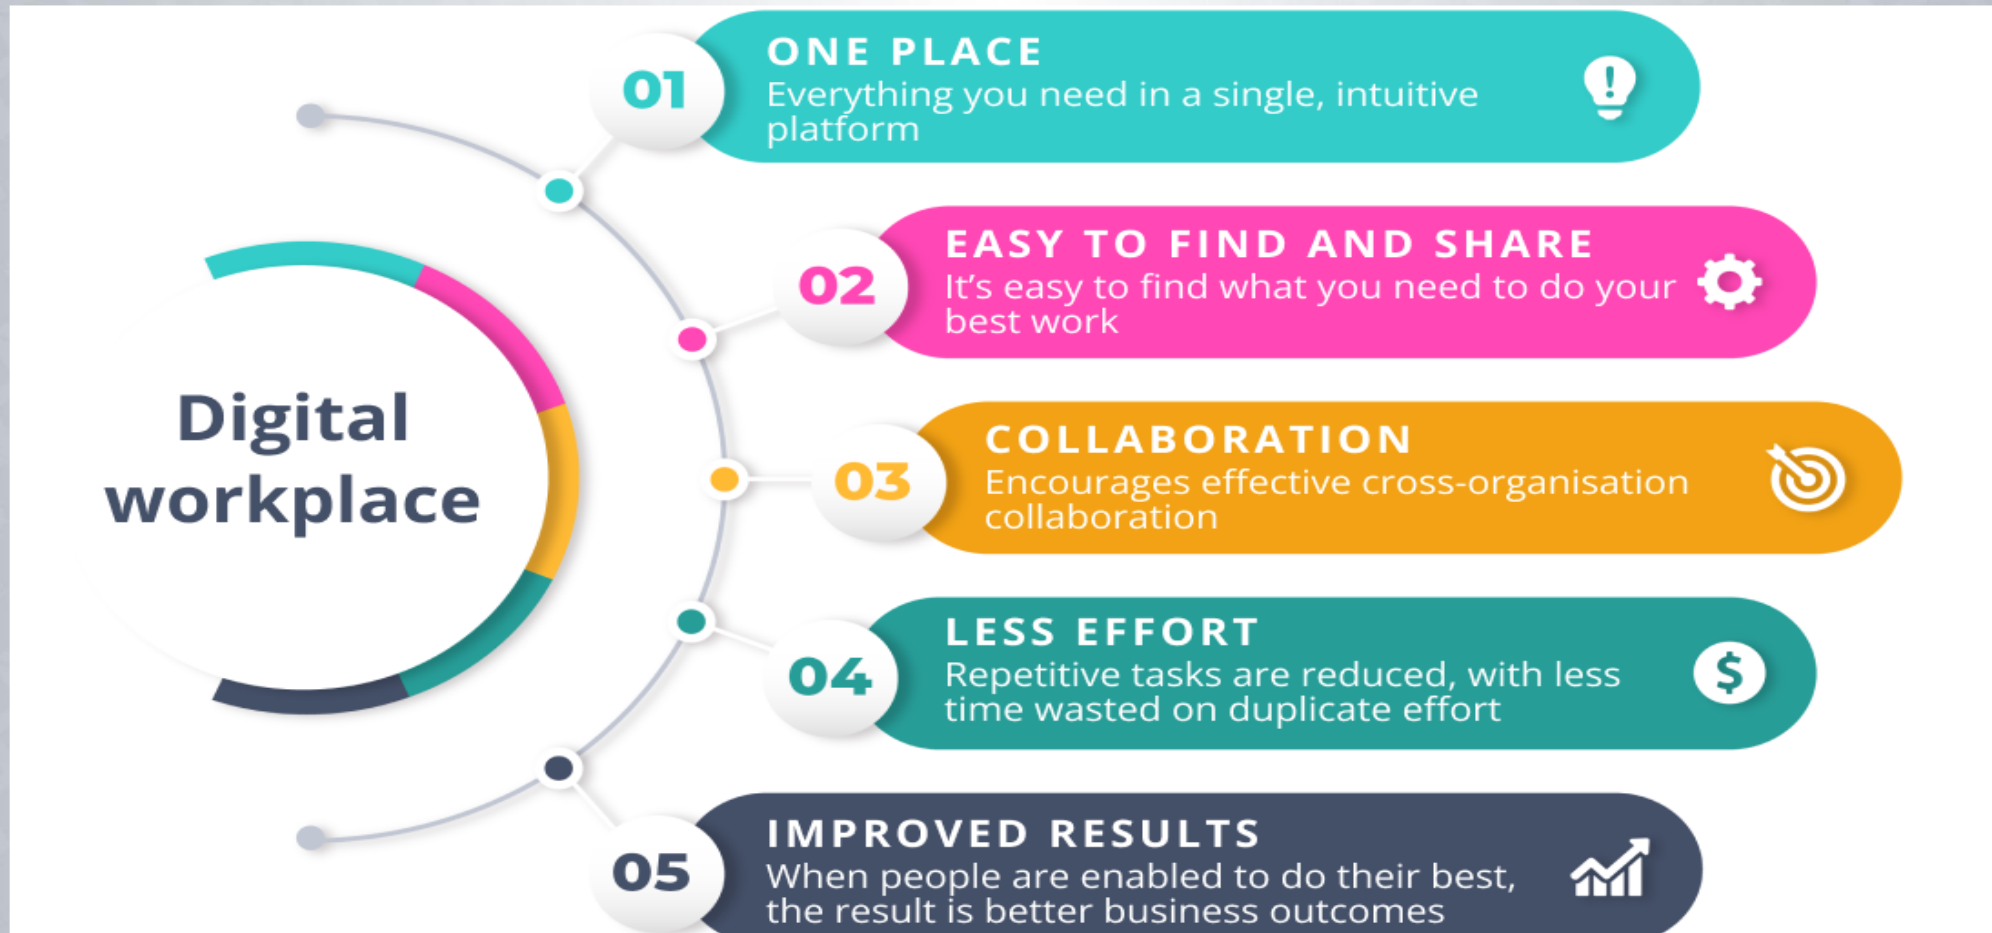 Digital
workplace
01
ONE PLACE
Everything you need in a single, intuitive
platform
02
EASY TO FIND AND SHARE
It’s easy to find what you need to do your
best work
03
COLLABORATION
Encourages effective cross-organisation
collaboration
04
LESS EFFORT
Repetitive tasks are reduced, with less
time wasted on duplicate effort
$
05
IMPROVED RESULTS
When people are enabled to do their best,
the result is better business outcomes